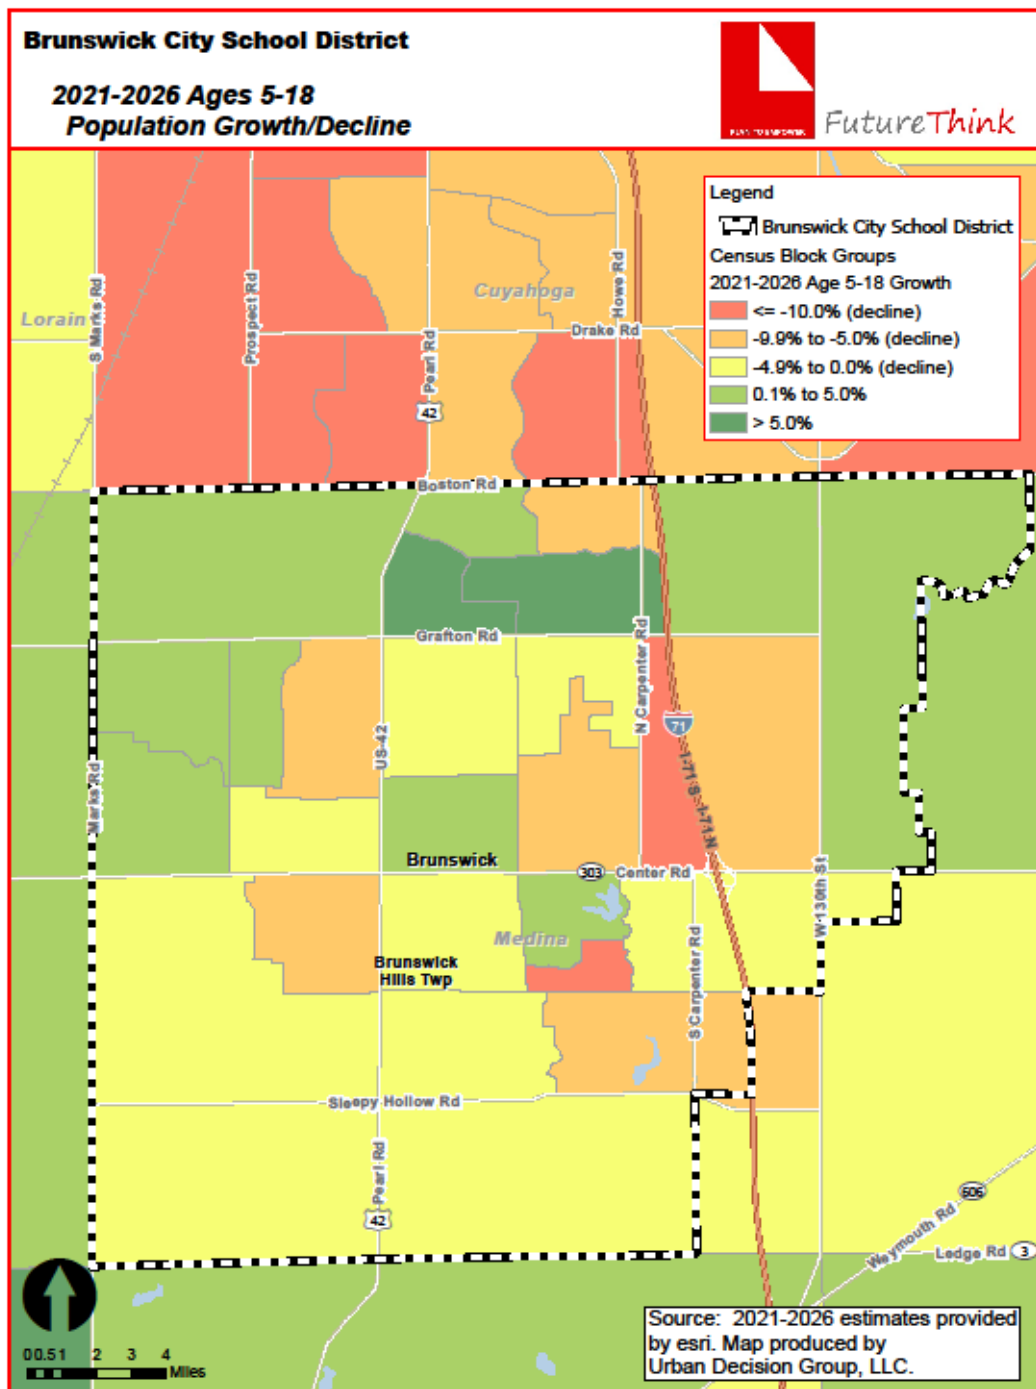 Brunswick City School District
2021-2026 Ages 5-18
Population Growth/Decline
PLAN TO EMPOWER
FutureThink
Legend
Brunswick City School District
Census Block Groups
2021-2026 Age 5-18 Growth
<= -10.0% (decline)
-9.9% to -5.0% (decline)
-4.9% to 0.0% (decline)
0.1% to 5.0%
> 5.0%
Lorain
S Marks Rd
Prospect Rd
Cuyahoga
Howe Rd
Drake Rd
Pearl Rd
42
Boston Rd
Grafton Rd
N Carpenter Rd
71
I-71 S
I-71 N
US-42
Marks Rd
Brunswick
303
Center Rd
W 130th St
Medina
Brunswick
Hills Twp
S Carpenter Rd
Sleepy Hollow Rd
Pearl Rd
42
606
Weymouth Rd
Ledge Rd
3
0 0.5 1 2 3 4
Miles
Source: 2021-2026 estimates provided
by esri. Map produced by
Urban Decision Group, LLC.